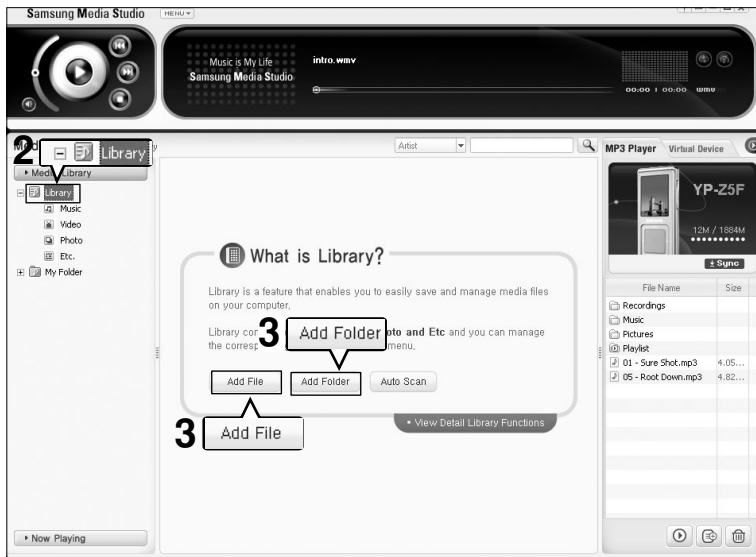 Samsung Media Studio
MENU
Music is My Life
Samsung Media Studio
intro.wmv
00:00 | 00:00 wmv
2
Library
Media Library
Library
Music
Video
Photo
Etc.
My Folder
Now Playing
Artist
What is Library?
Library is a feature that enables you to easily save and manage media files
on your computer.
Library oto and Etc and you can manage
the menu.
3
Add Folder
Add File
Add Folder
Auto Scan
3
Add File
• View Detail Library Functions
MP3 Player
Virtual Device
YP-Z5F
12M / 1884M
Sync
File Name
Size
Recordings
Music
Pictures
Playlist
01 - Sure Shot.mp3 4.05...
05 - Root Down.mp3 4.82...